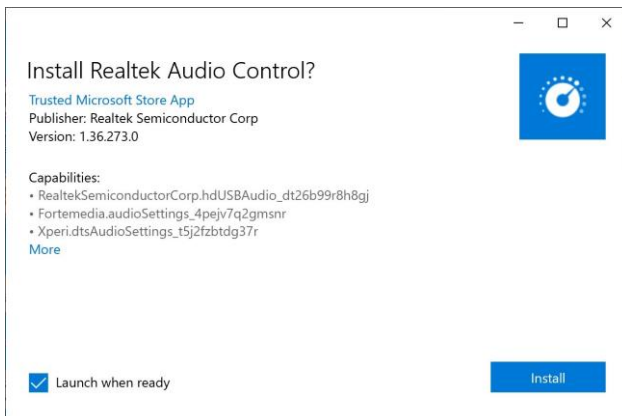 Install Realtek Audio Control?
Trusted Microsoft Store App
Publisher: Realtek Semiconductor Corp
Version: 1.36.273.0
Capabilities:
• RealtekSemiconductorCorp.hdUSBAudio_dt26b99r8h8gj
• Fortemedia.audioSettings_4pejv7q2gmsnr
• Xperi.dtsAudioSettings_t5j2fzbtdg37r
More
Launch when ready
Install